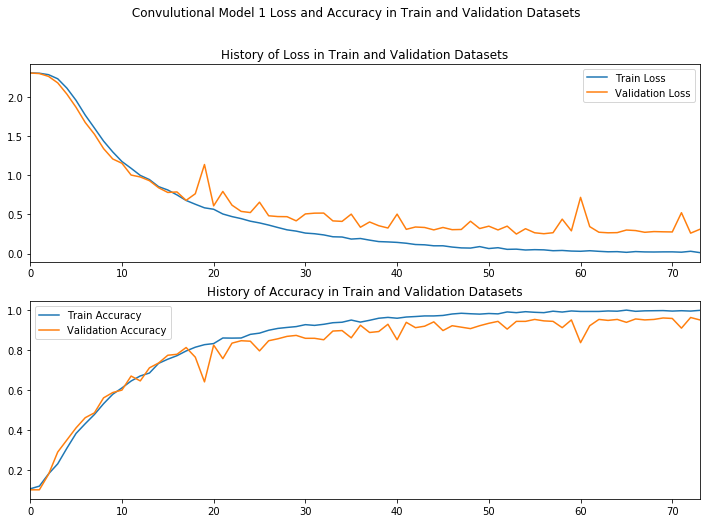 Convulutional Model 1 Loss and Accuracy in Train and Validation Datasets
History of Loss in Train and Validation Datasets
Train Loss
Validation Loss
2.0
1.5
1.0
0.5
0.0
0 10 20 30 40 50 60 70
History of Accuracy in Train and Validation Datasets
Train Accuracy
Validation Accuracy
1.0
0.8
0.6
0.4
0.2
0 10 20 30 40 50 60 70